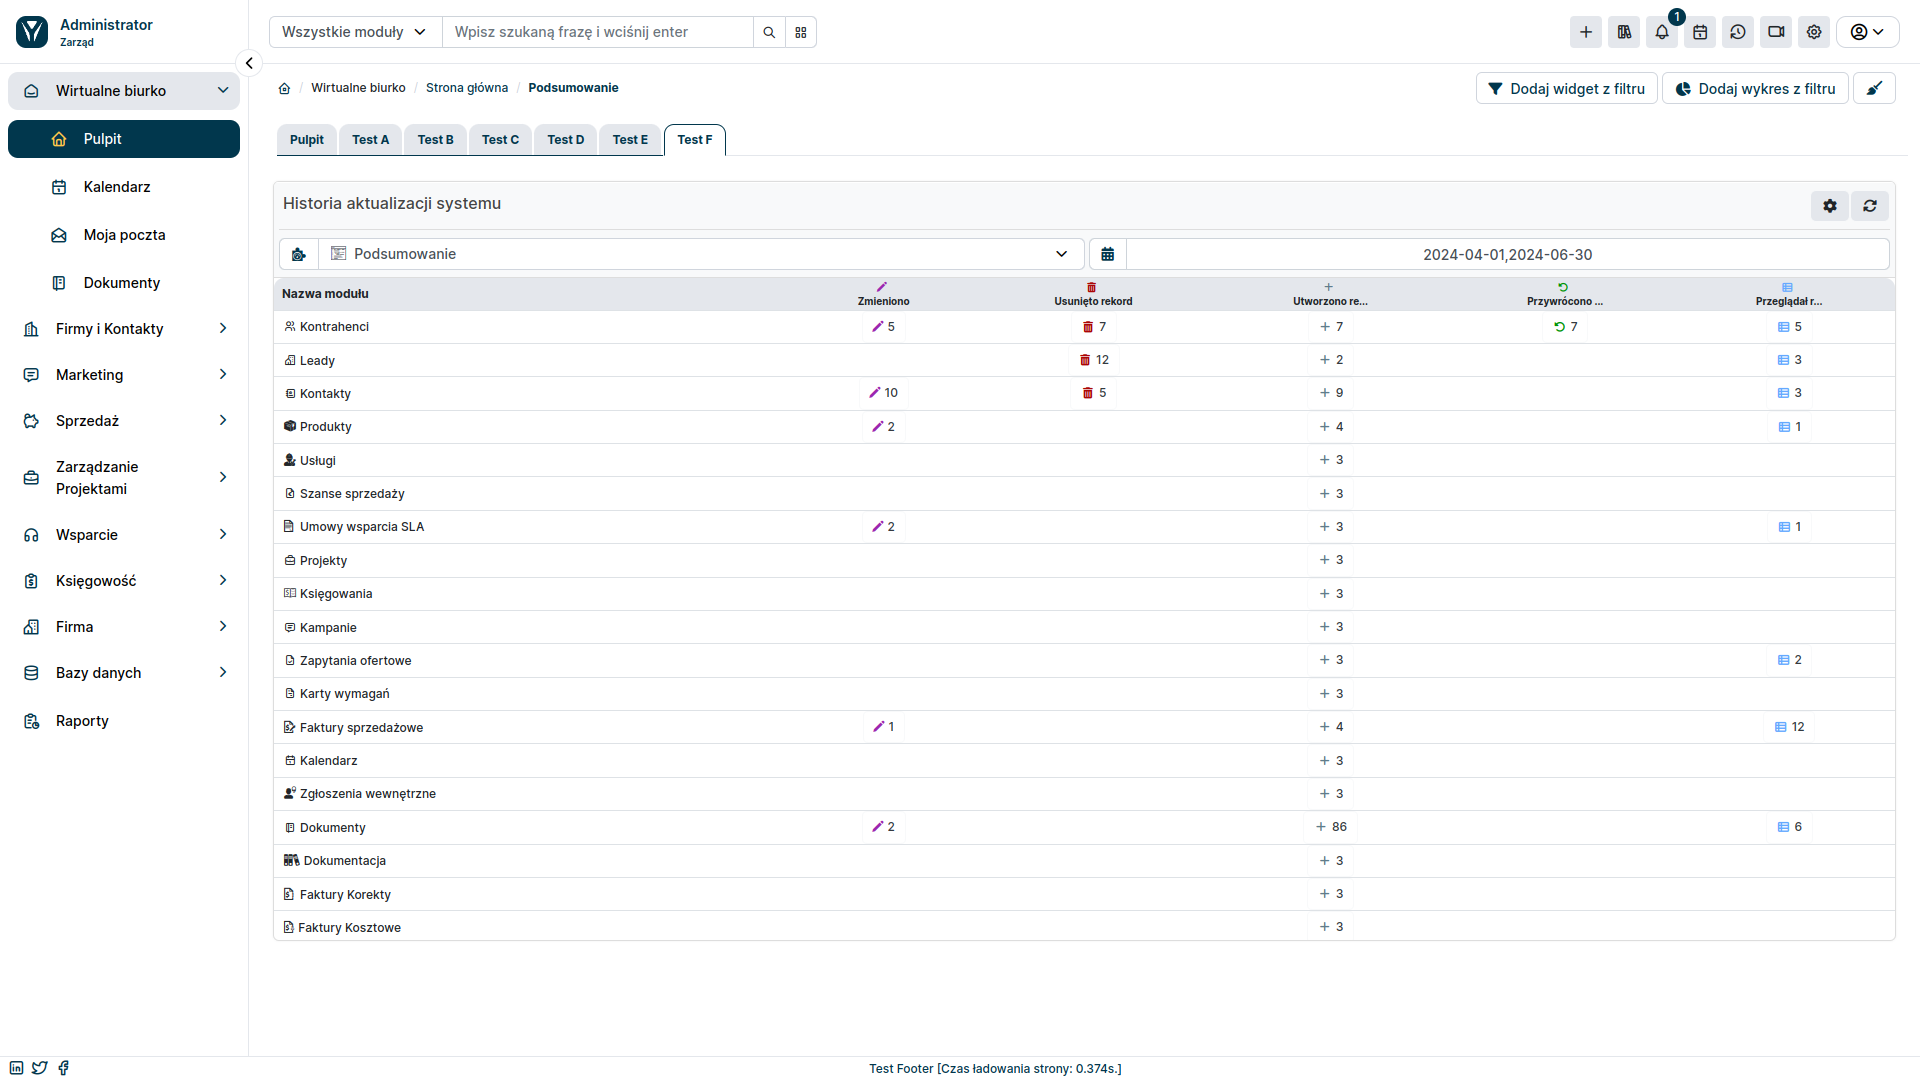 Administrator
Zarząd
Wszystkie moduły
Wpisz szukaną frazę i wciśnij enter
1
Wirtualne biurko
Pulpit
Kalendarz
Moja poczta
Dokumenty
Firmy i Kontakty
Marketing
Sprzedaż
Zarządzanie
Projektami
Wsparcie
Księgowość
Firma
Bazy danych
Raporty
/ Wirtualne biurko / Strona główna / Podsumowanie
Dodaj widget z filtru
Dodaj wykres z filtru
Pulpit Test A Test B Test C Test D Test E Test F
Historia aktualizacji systemu
Podsumowanie
2024-04-01,2024-06-30
Nazwa modułu Zmieniono Usunięto rekord Utworzono re... Przywrócono ... Przeglądał r...
Kontrahenci 5 7 7 7 5
Leady 12 2 3
Kontakty 10 5 9 3
Produkty 2 4 1
Usługi 3
Szanse sprzedaży 3
Umowy wsparcia SLA 2 3 1
Projekty 3
Księgowania 3
Kampanie 3
Zapytania ofertowe 3 2
Karty wymagań 3
Faktury sprzedażowe 1 4 12
Kalendarz 3
Zgłoszenia wewnętrzne 3
Dokumenty 2 86 6
Dokumentacja 3
Faktury Korekty 3
Faktury Kosztowe 3
Test Footer [Czas ładowania strony: 0.374s.]